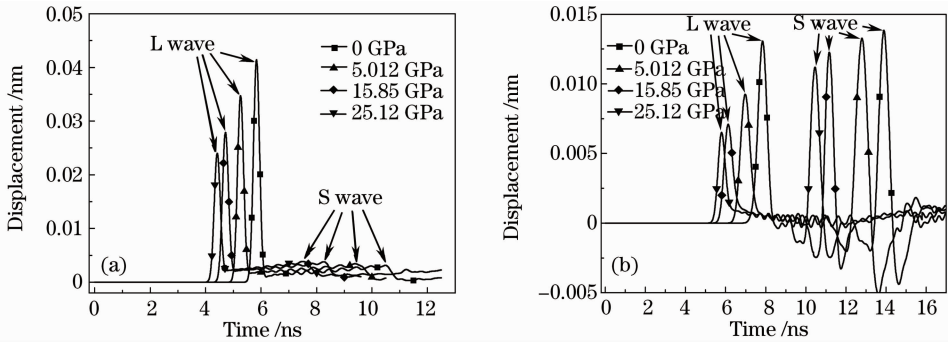 0.05
0.04
0.03
0.02
0.01
0
Displacement /nm
L wave
0 GPa
5.012 GPa
15.85 GPa
25.12 GPa
S wave
(a)
0 2 4 6 8 10 12
Time /ns
0.015
0.010
0.005
0
−0.005
Displacement /nm
L wave
S wave
0 GPa
5.012 GPa
15.85 GPa
25.12 GPa
(b)
0 2 4 6 8 10 12 14 16
Time /ns